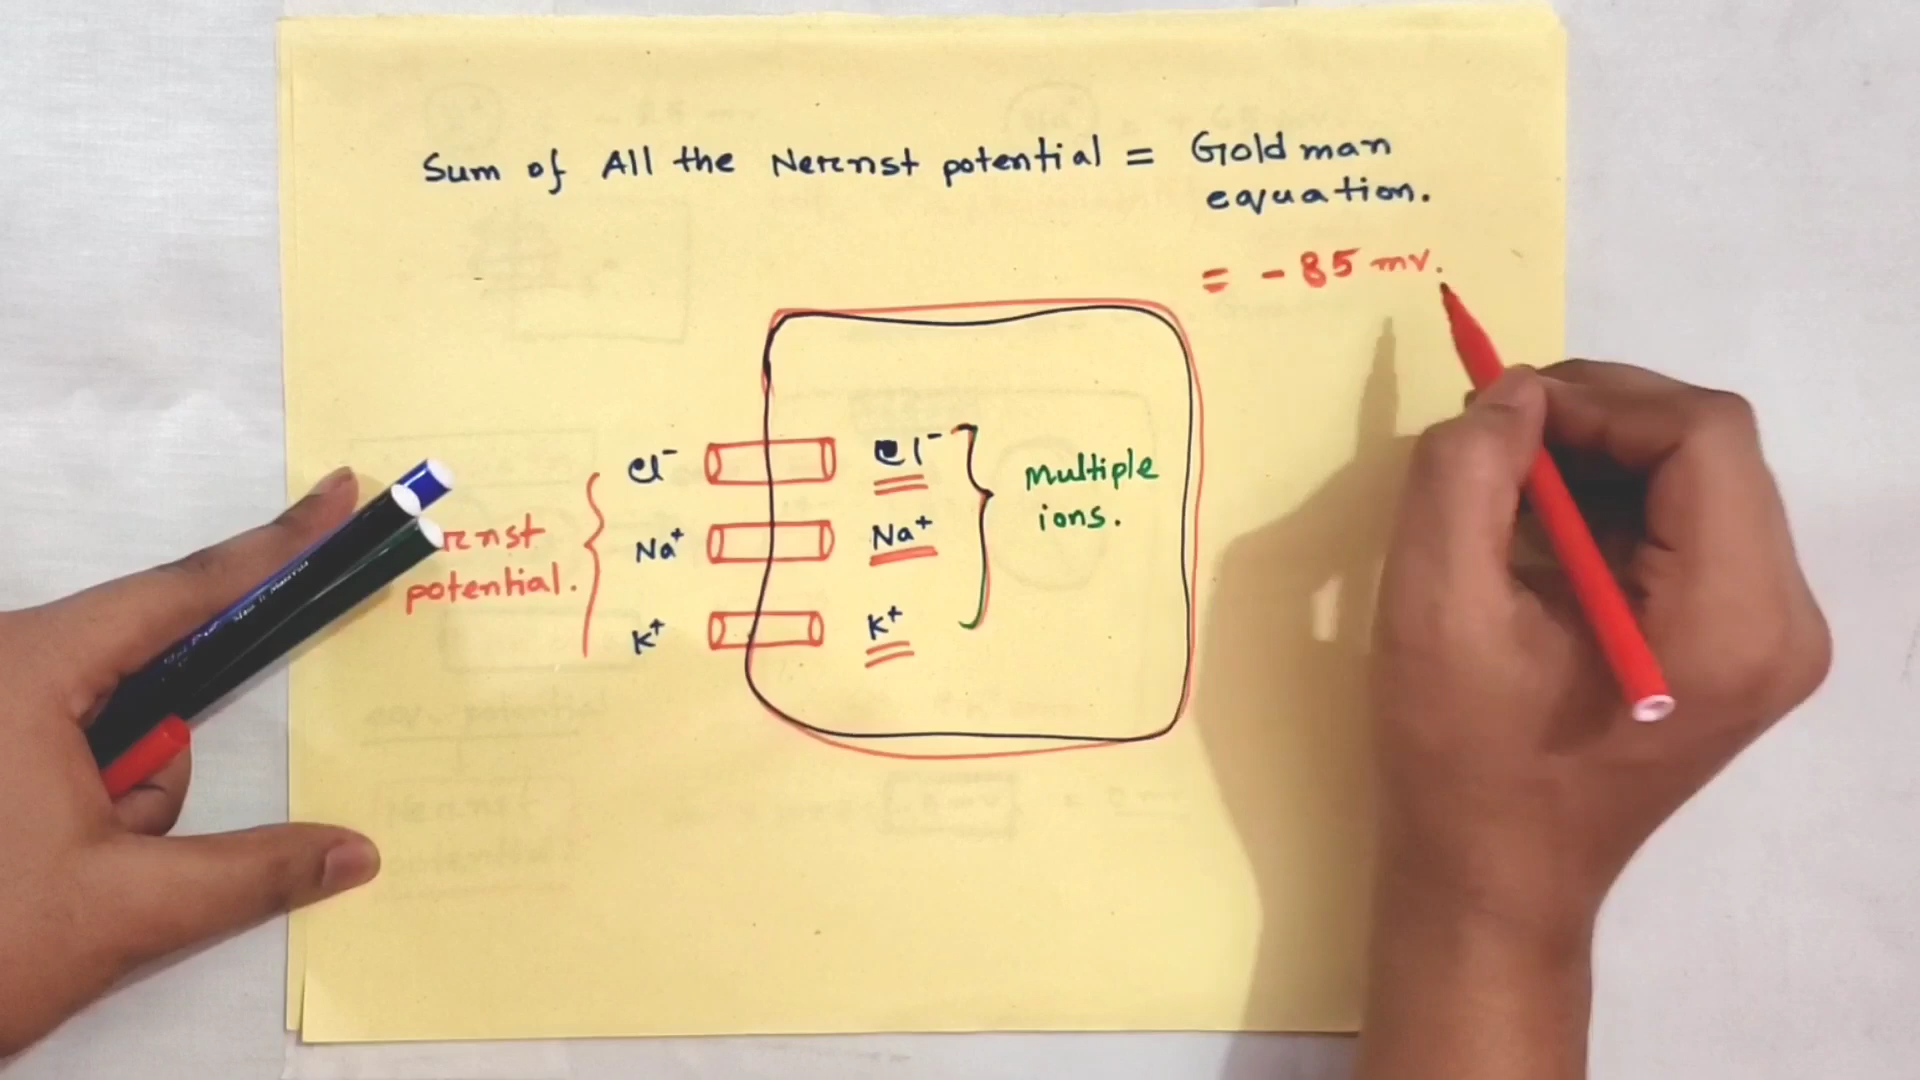 Sum of All the Nernst potential = Goldman
equation.
= - 85 mv.
Cl⁻ Cl⁻
Multiple
ions.
Na⁺ Na⁺
rnst
potential.
K⁺ K⁺